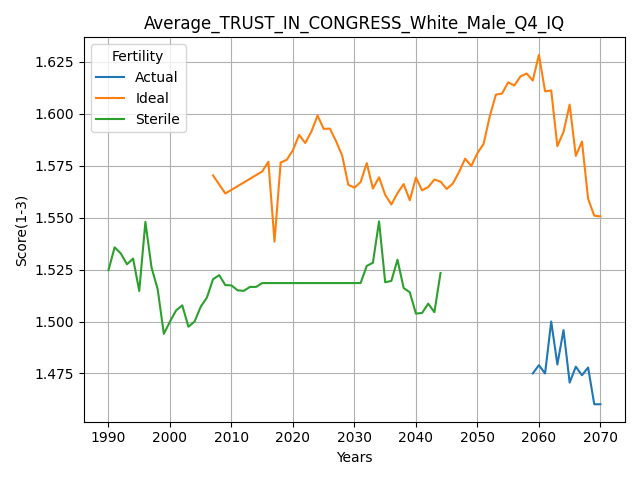 Average_TRUST_IN_CONGRESS_White_Male_Q4_IQ
Fertility
Actual
Ideal
Sterile
Score(1-3)
1.625
1.600
1.575
1.550
1.525
1.500
1.475
1990 2000 2010 2020 2030 2040 2050 2060 2070
Years